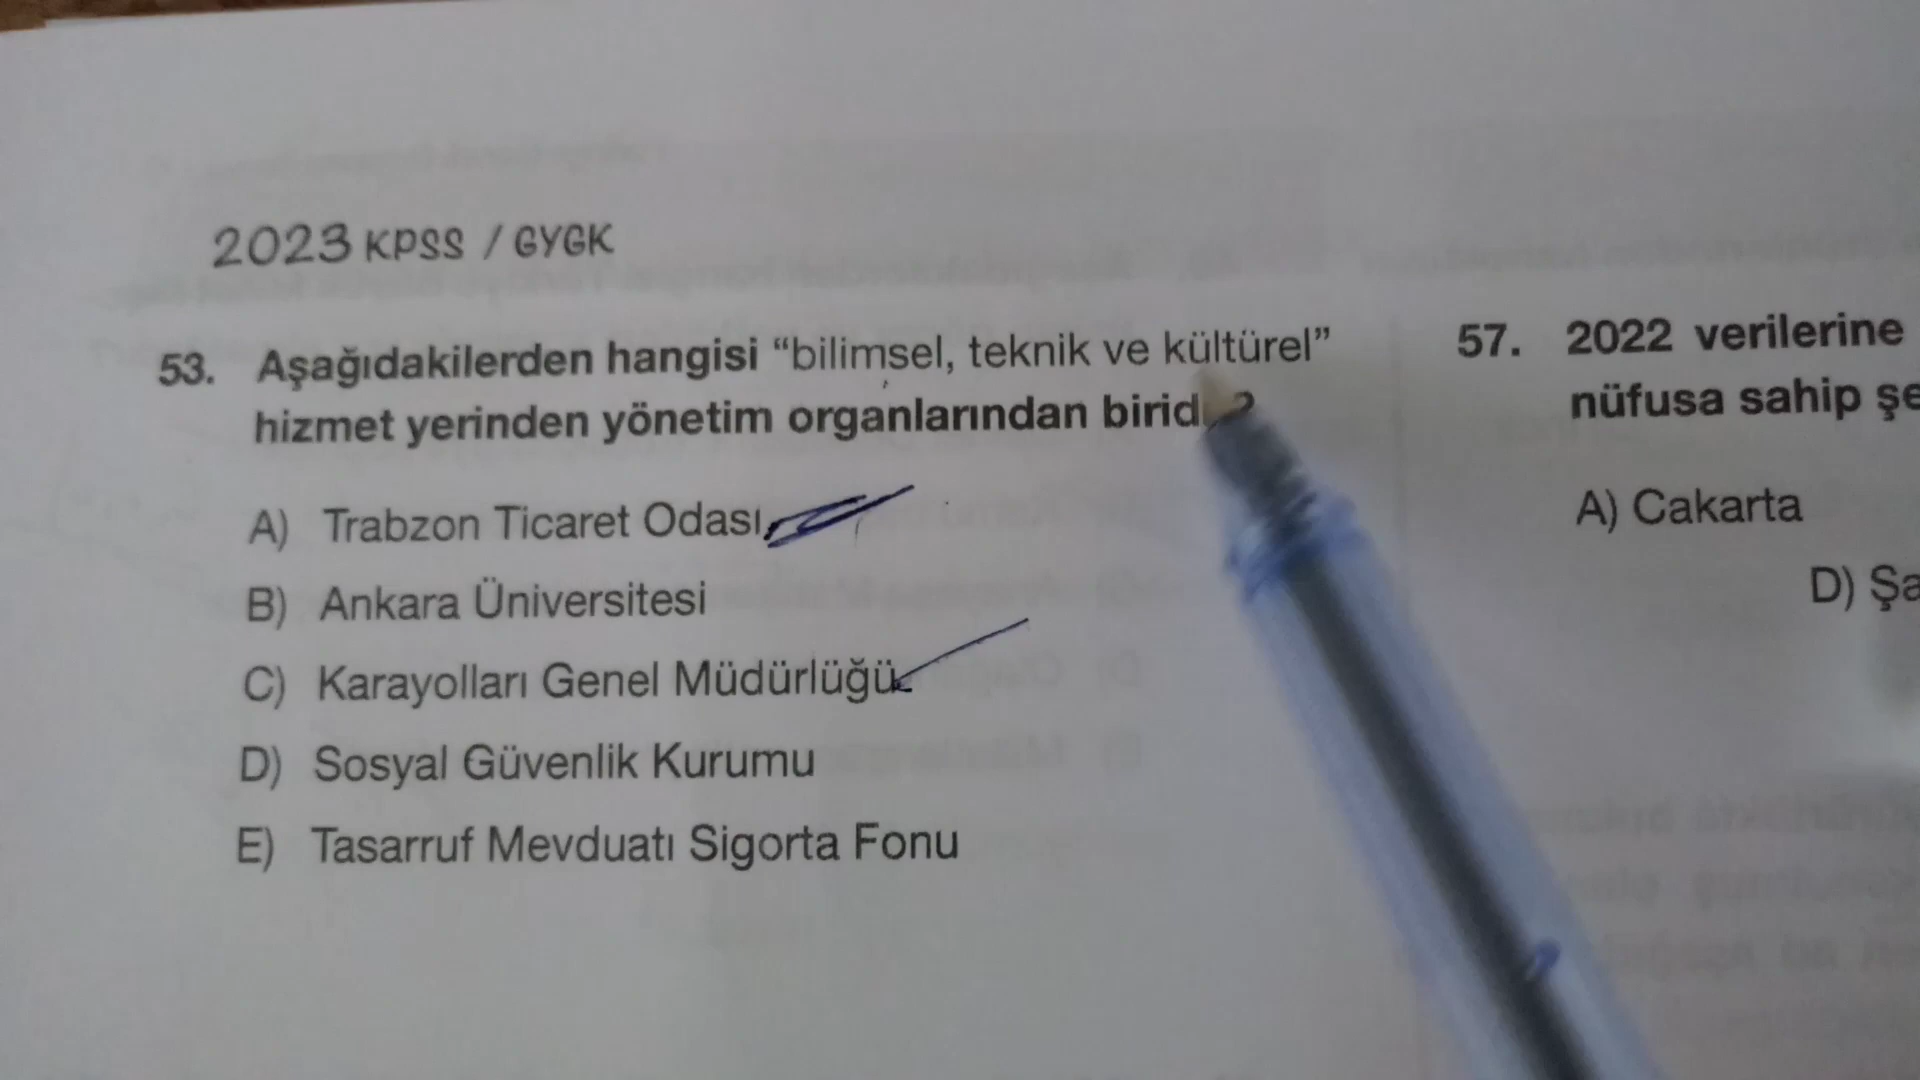 2023 KPSS / GYGK
53. Aşağıdakilerden hangisi “bilimsel, teknik ve kültürel”
hizmet yerinden yönetim organlarından birid ?
A) Trabzon Ticaret Odası
B) Ankara Üniversitesi
C) Karayolları Genel Müdürlüğü
D) Sosyal Güvenlik Kurumu
E) Tasarruf Mevduatı Sigorta Fonu
57. 2022 verilerine
nüfusa sahip şe
A) Cakarta
D) Şa